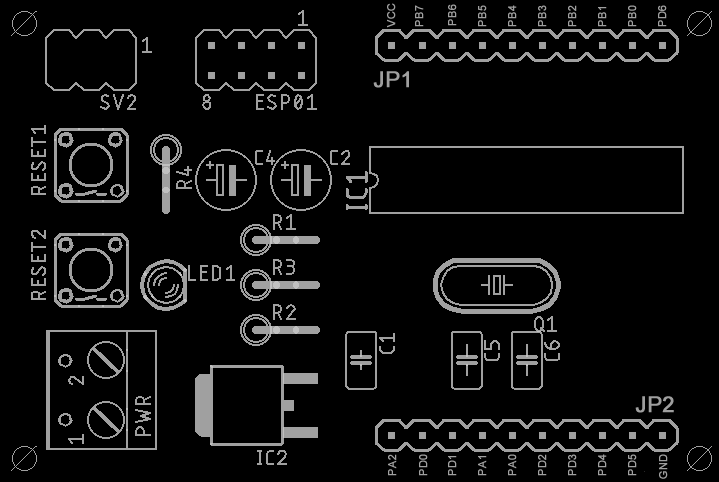 1
VCC PB7 PB6 PB5 PB4 PB3 PB2 PB1 PB0 PD6
1
JP1
SV2
8 ESP01
RESET1
R4
C4
C2
IC1
R1
RESET2
LED1
R3
R2
Q1
C1
C5
C6
2
PWR
1
JP2
IC2
PA2 PD0 PD1 PA1 PA0 PD2 PD3 PD4 PD5 GND